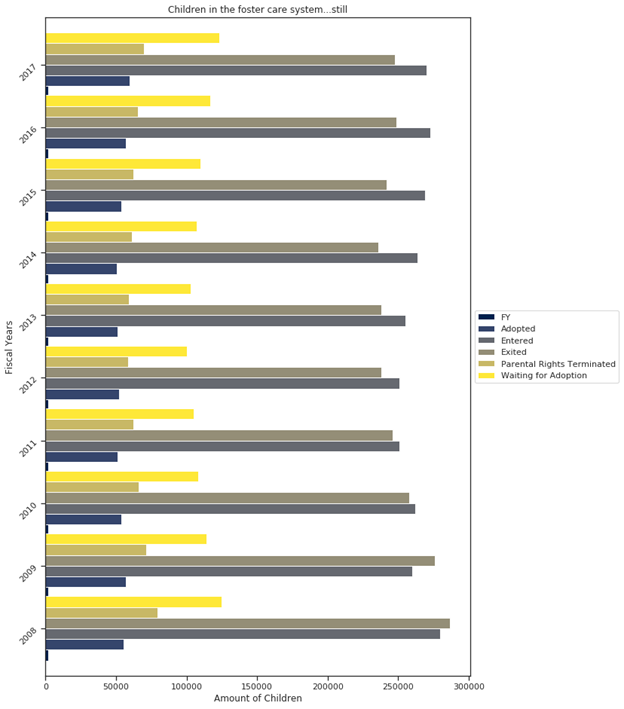 Children in the foster care system...still
Fiscal Years
2017
2016
2015
2014
2013
2012
2011
2010
2009
2008
0 50000 100000 150000 200000 250000 300000
Amount of Children
FY
Adopted
Entered
Exited
Parental Rights Terminated
Waiting for Adoption